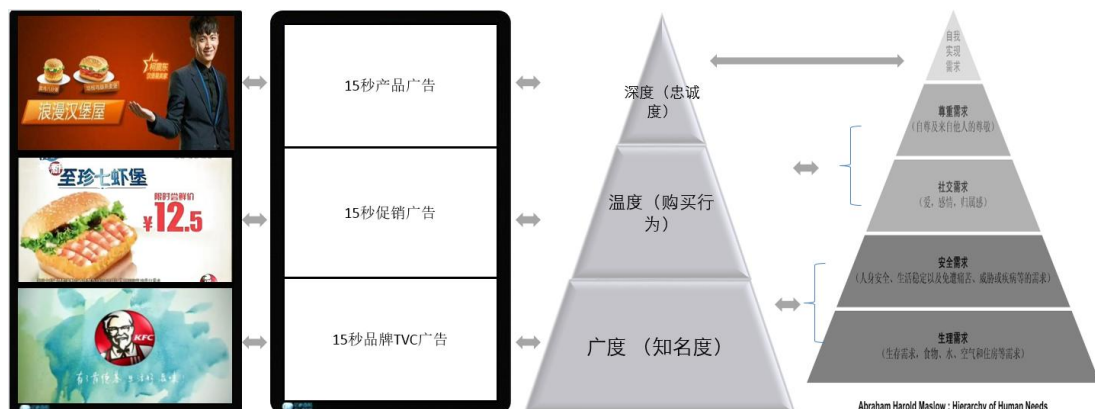 柯震东
浪漫汉堡屋
新
至珍七虾堡
限时尝鲜价
¥12.5
KFC
15秒产品广告
15秒促销广告
15秒品牌TVC广告
深度（忠诚
度）
温度（购买行
为）
广度 （知名度）
自我
实现
需求
尊重需求
（自尊及来自他人的尊敬）
社交需求
（爱，感情，归属感）
安全需求
（人身安全、生活稳定以及免遭痛苦、威胁或疾病等的需求）
生理需求
（生存需求，食物、水、空气和住房等需求）
Abraham Harold Maslow : Hierarchy of Human Needs